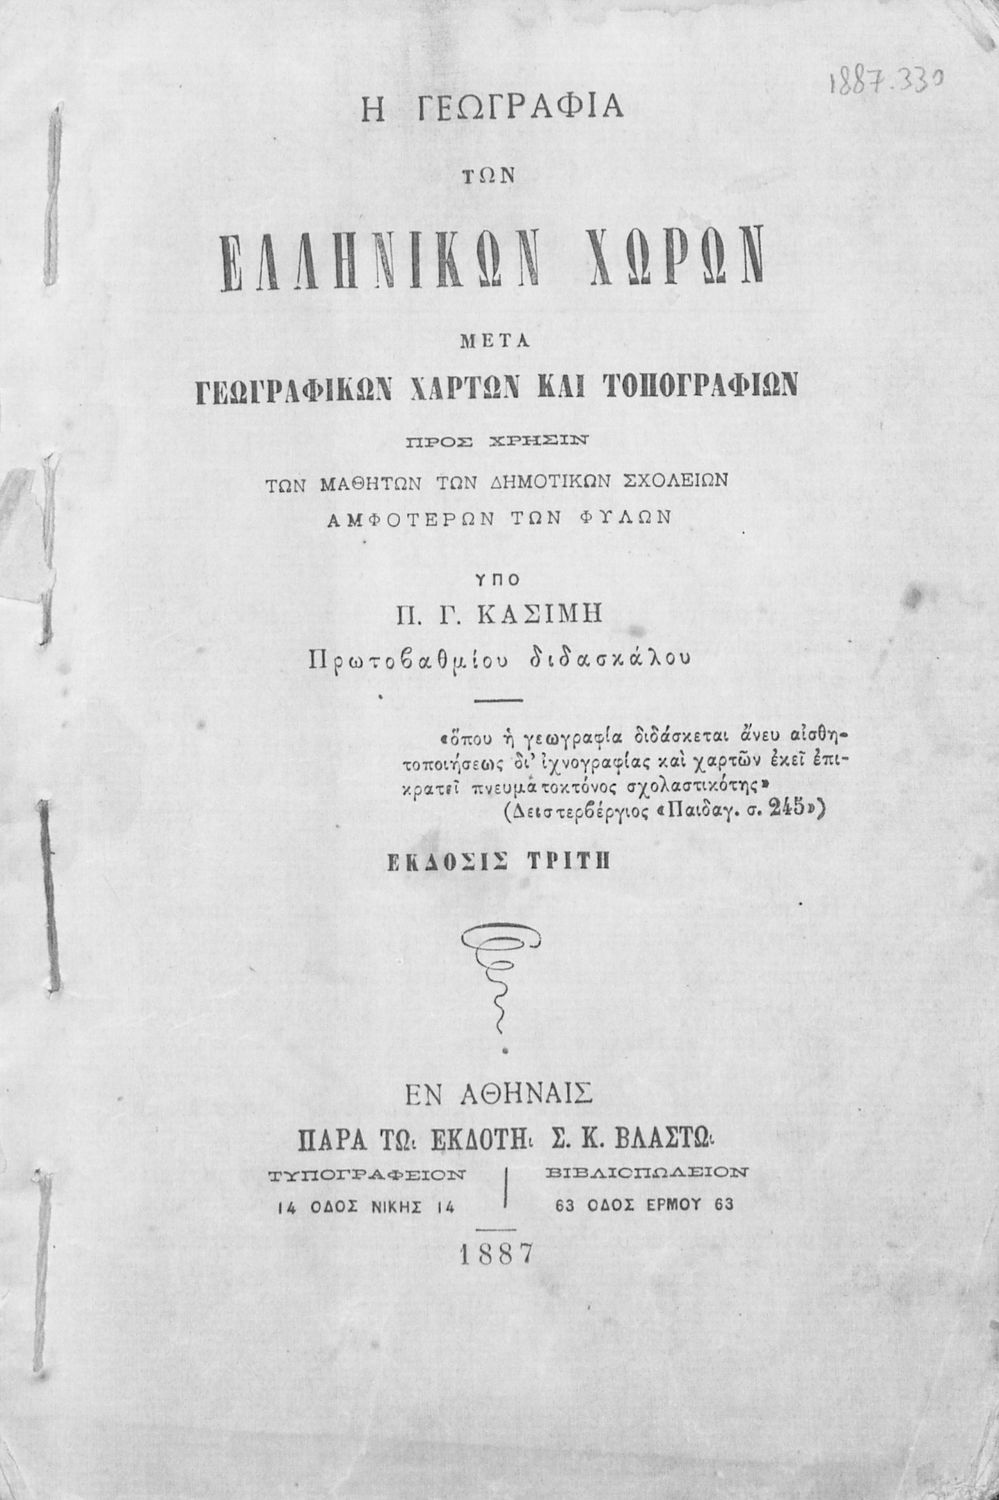 1887.330
Η ΓΕΩΓΡΑΦΙΑ
ΤΩΝ
ΕΛΛΗΝΙΚΩΝ ΧΩΡΩΝ
ΜΕΤΑ
ΓΕΩΓΡΑΦΙΚΩΝ ΧΑΡΤΩΝ ΚΑΙ ΤΟΠΟΓΡΑΦΙΩΝ
ΠΡΟΣ ΧΡΗΣΙΝ
ΤΩΝ ΜΑΘΗΤΩΝ ΤΩΝ ΔΗΜΟΤΙΚΩΝ ΣΧΟΛΕΙΩΝ
ΑΜΦΟΤΕΡΩΝ ΤΩΝ ΦΥΛΩΝ
ΥΠΟ
Π. Γ. ΚΑΣΙΜΗ
Πρωτοβαθμίου διδασκάλου
«ὅπου ἡ γεωγραφία διδάσκεται ἄνευ αἰσθη-
τοποιήσεως δι' ἰχνογραφίας καὶ χαρτῶν ἐκεῖ ἐπι-
κρατεῖ πνευματοκτόνος σχολαστικότης»
(Δειστερβέργιος «Παιδαγ. σ. 245»)
ΕΚΔΟΣΙΣ ΤΡΙΤΗ
ΕΝ ΑΘΗΝΑΙΣ
ΠΑΡΑ ΤΩι ΕΚΔΟΤΗι Σ. Κ. ΒΛΑΣΤΩι
ΤΥΠΟΓΡΑΦΕΙΟΝ | ΒΙΒΛΙΟΠΩΛΕΙΟΝ
14 ΟΔΟΣ ΝΙΚΗΣ 14 | 63 ΟΔΟΣ ΕΡΜΟΥ 63
1887